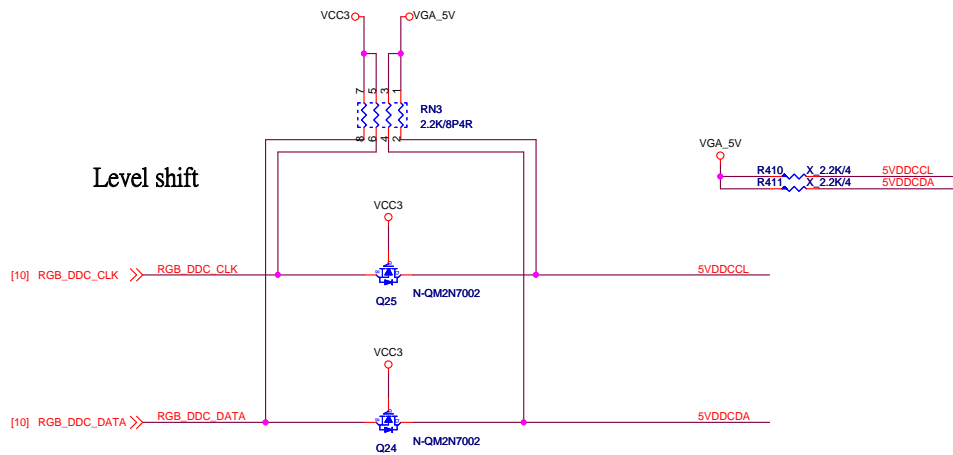 VCC3
VGA_5V
7 5 3 1
RN3
2.2K/8P4R
8 6 4 2
VGA_5V
Level shift
R410 X_2.2K/4 5VDDCCL
R411 X_2.2K/4 5VDDCDA
VCC3
[10] RGB_DDC_CLK RGB_DDC_CLK 5VDDCCL
N-QM2N7002
Q25
VCC3
[10] RGB_DDC_DATA RGB_DDC_DATA 5VDDCDA
N-QM2N7002
Q24